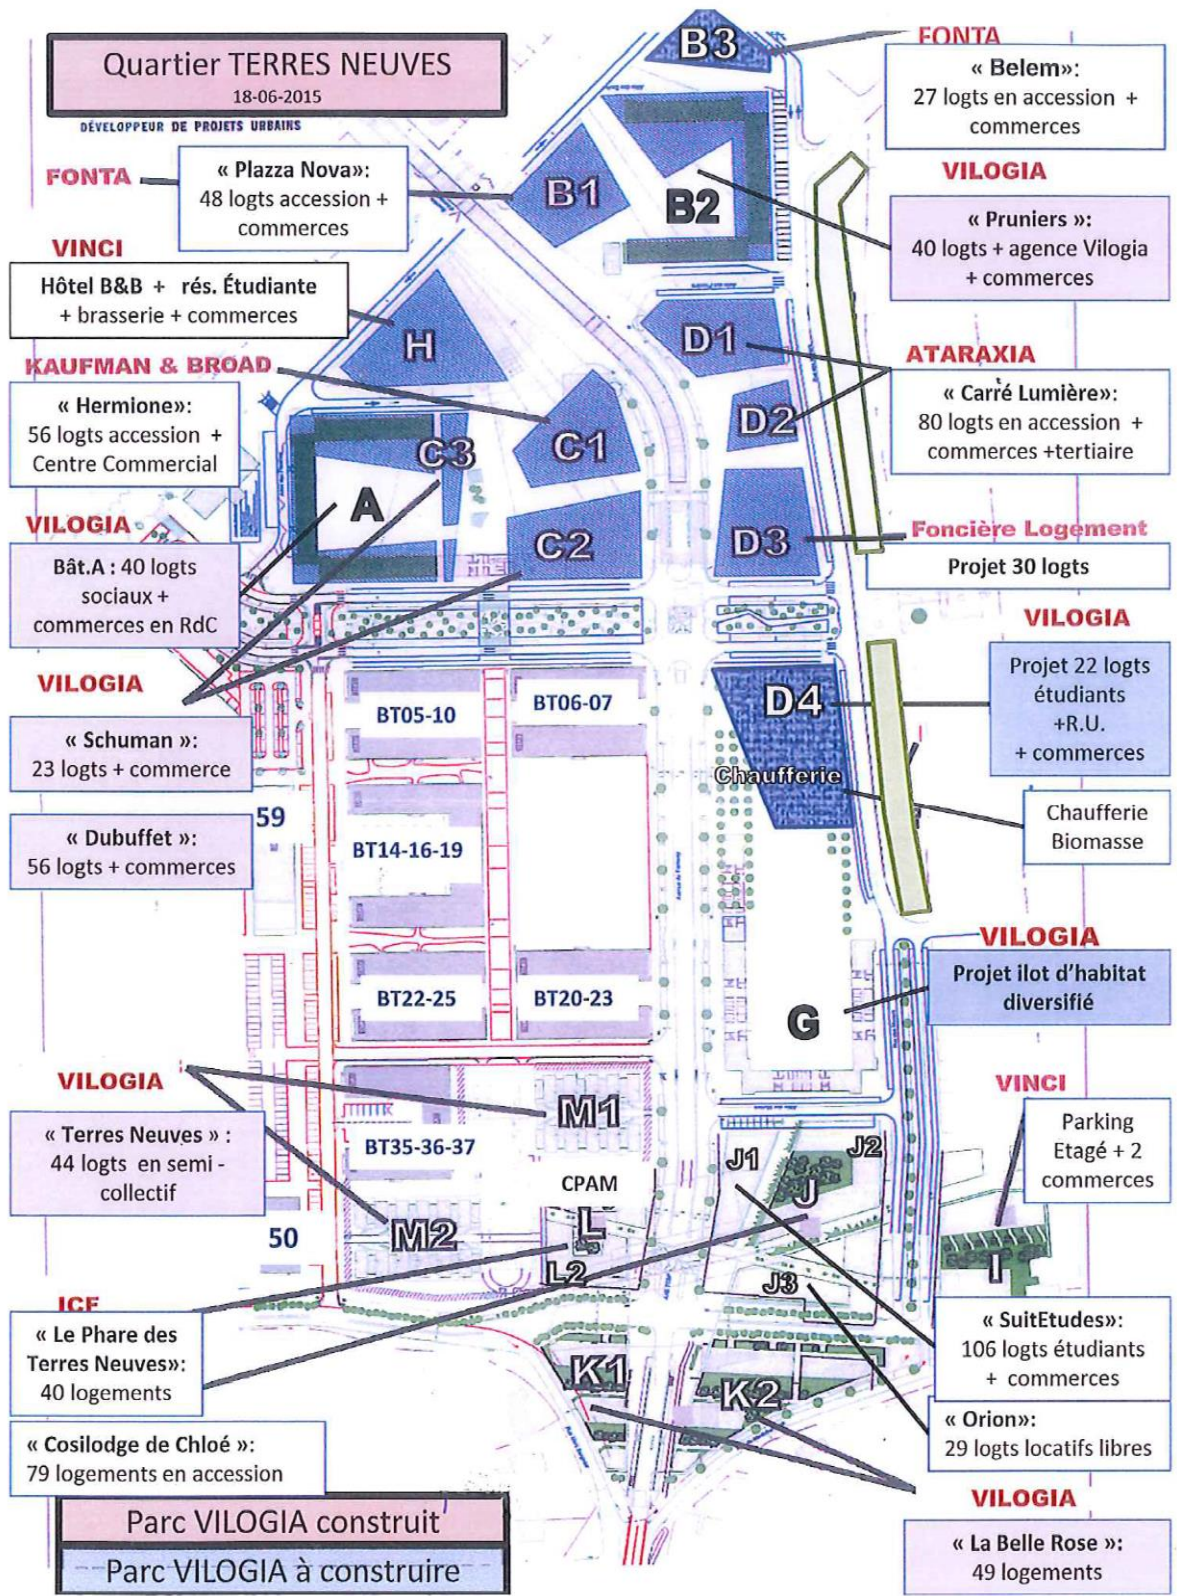 Quartier TERRES NEUVES
18-06-2015
DÉVELOPPEUR DE PROJETS URBAINS
B3
FONTA
« Belem»:
27 logts en accession +
commerces
FONTA
« Plazza Nova»:
48 logts accession +
commerces
B1
B2
VILOGIA
« Pruniers »:
40 logts + agence Vilogia
+ commerces
VINCI
Hôtel B&B + rés. Étudiante
+ brasserie + commerces
H
D1
KAUFMAN & BROAD
« Hermione»:
56 logts accession +
Centre Commercial
C3
C1
D2
ATARAXIA
« Carré Lumière»:
80 logts en accession +
commerces +tertiaire
VILOGIA
Bât.A : 40 logts
sociaux +
commerces en RdC
A
C2
D3
Foncière Logement
Projet 30 logts
VILOGIA
Projet 22 logts
étudiants
+R.U.
+ commerces
VILOGIA
« Schuman »:
23 logts + commerce
« Dubuffet »:
56 logts + commerces
BT05-10
BT06-07
D4
Chaufferie
Chaufferie
Biomasse
59
BT14-16-19
BT22-25
BT20-23
G
VILOGIA
Projet ilot d'habitat
diversifié
VILOGIA
« Terres Neuves » :
44 logts en semi -
collectif
M1
BT35-36-37
CPAM
M2
50
L
L2
J1
J2
J
J3
VINCI
Parking
Etagé + 2
commerces
I
ICF
« Le Phare des
Terres Neuves»:
40 logements
« Cosilodge de Chloé »:
79 logements en accession
K1
K2
« SuitEtudes»:
106 logts étudiants
+ commerces
« Orion»:
29 logts locatifs libres
VILOGIA
« La Belle Rose »:
49 logements
Parc VILOGIA construit
Parc VILOGIA à construire